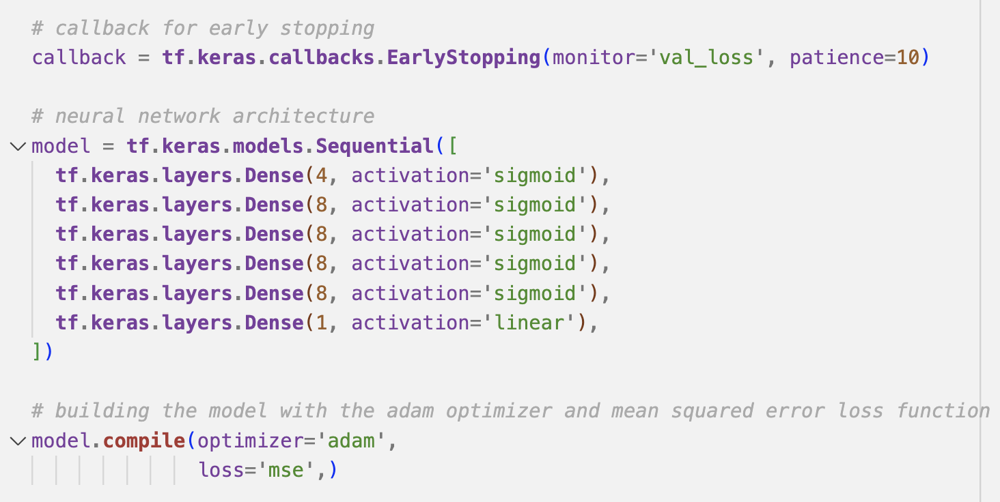 # callback for early stopping
callback = tf.keras.callbacks.EarlyStopping(monitor='val_loss', patience=10)
# neural network architecture
model = tf.keras.models.Sequential([
tf.keras.layers.Dense(4, activation='sigmoid'),
tf.keras.layers.Dense(8, activation='sigmoid'),
tf.keras.layers.Dense(8, activation='sigmoid'),
tf.keras.layers.Dense(8, activation='sigmoid'),
tf.keras.layers.Dense(8, activation='sigmoid'),
tf.keras.layers.Dense(1, activation='linear'),
])
# building the model with the adam optimizer and mean squared error loss function
model.compile(optimizer='adam',
loss='mse',)